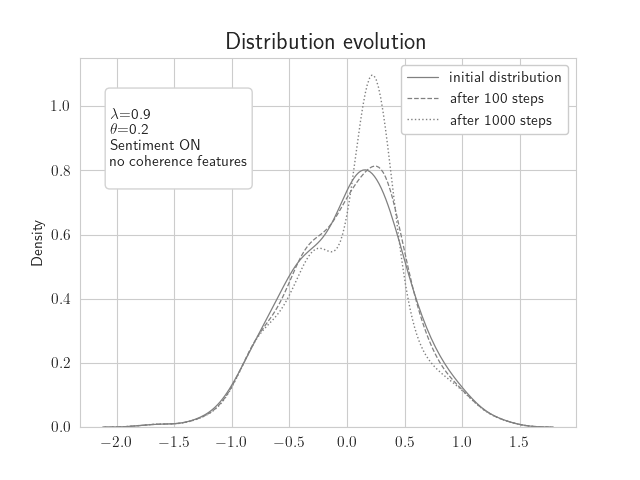 Distribution evolution
λ=0.9
θ=0.2
Sentiment ON
no coherence features
initial distribution
after 100 steps
after 1000 steps
Density
1.0
0.8
0.6
0.4
0.2
0.0
−2.0 −1.5 −1.0 −0.5 0.0 0.5 1.0 1.5